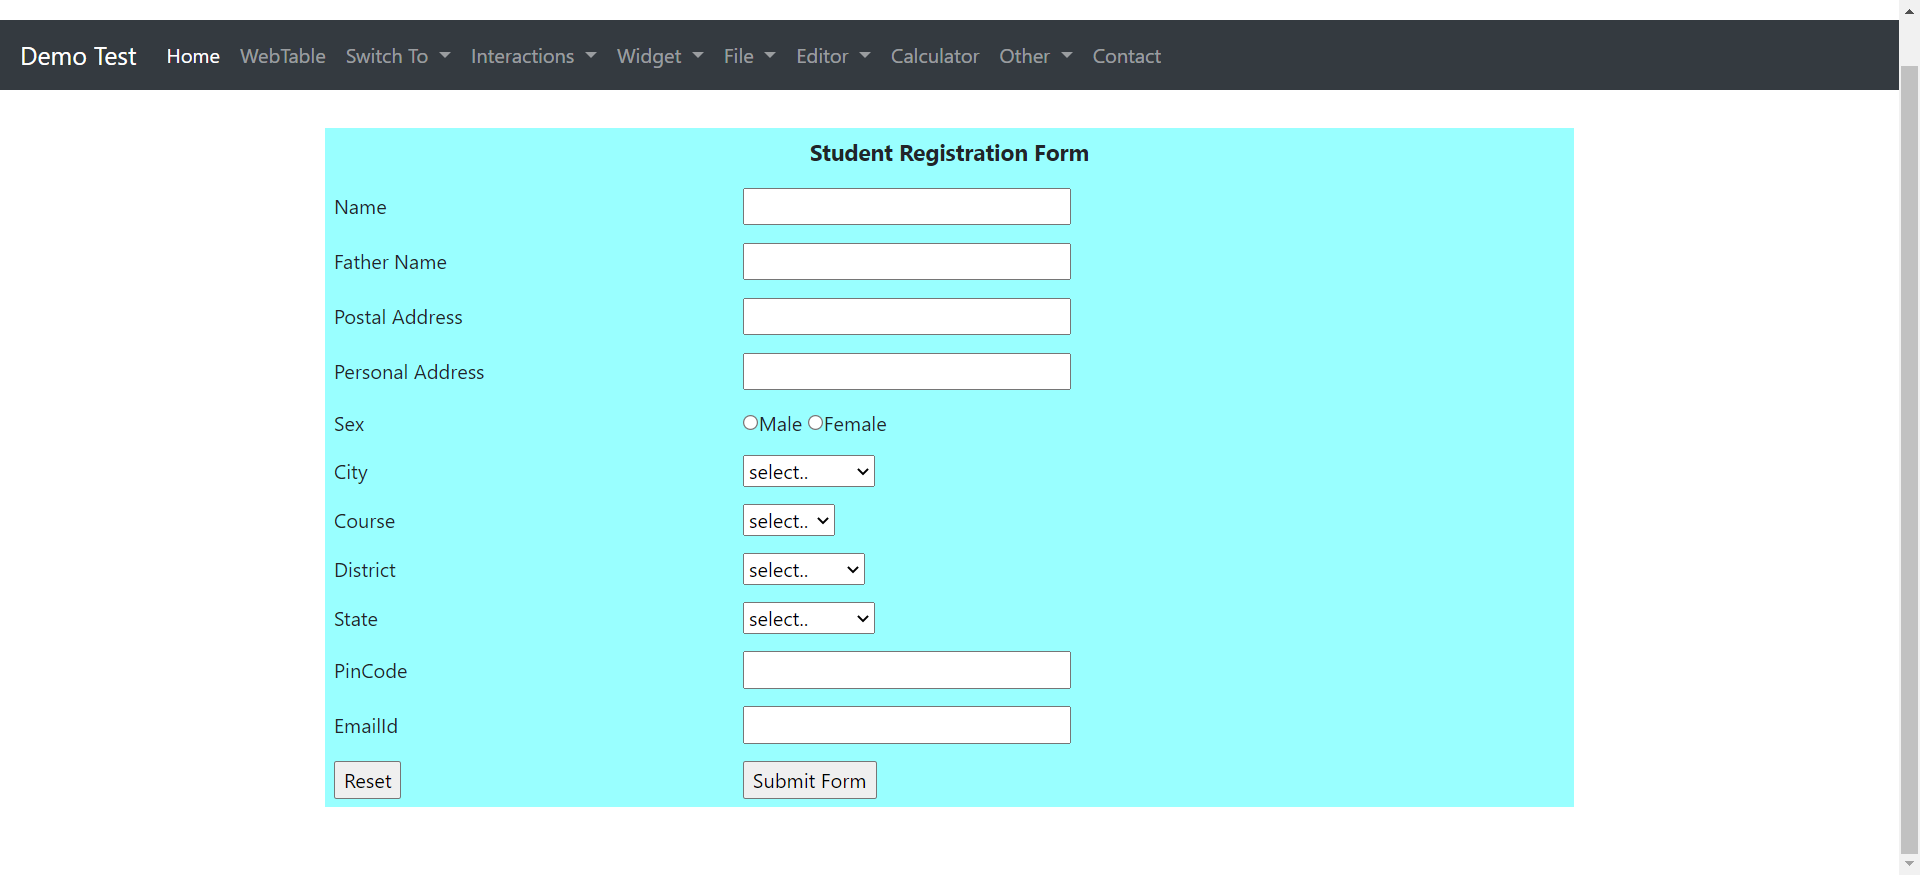 Demo Test Home WebTable Switch To Interactions Widget File Editor Calculator Other Contact
Student Registration Form
Name
Father Name
Postal Address
Personal Address
Sex Male Female
City select..
Course select..
District select..
State select..
PinCode
EmailId
Reset Submit Form